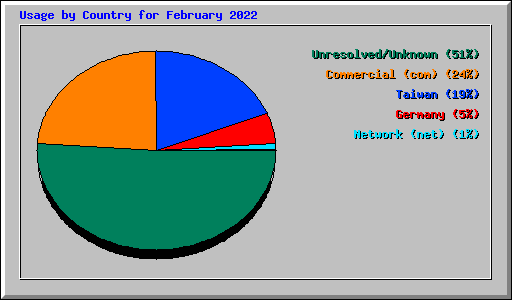 Usage by Country for February 2022
Unresolved/Unknown (51%)
Commercial (com) (24%)
Taiwan (19%)
Germany (5%)
Network (net) (1%)